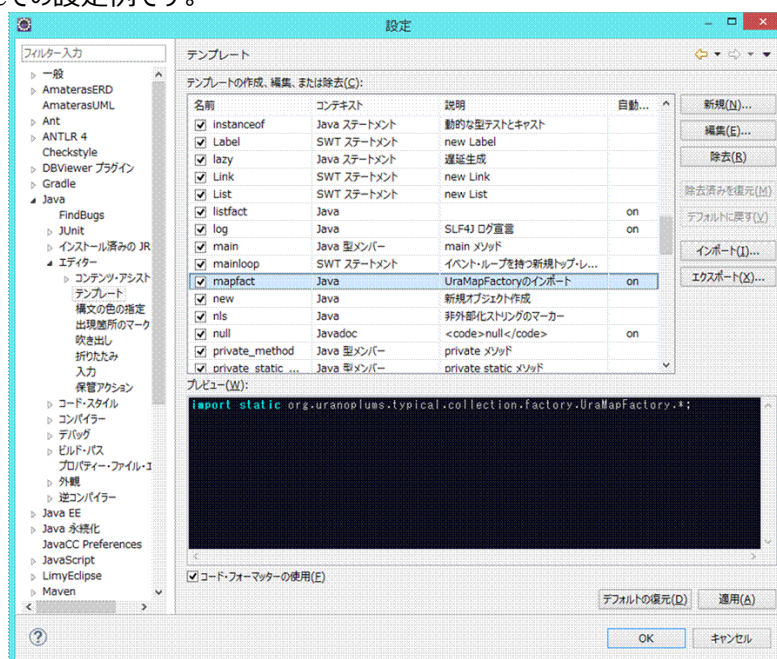 での設定例です。
設定
フィルター入力
テンプレート
一般
AmaterasERD
AmaterasUML
Ant
ANTLR 4
Checkstyle
DBViewer プラグイン
Gradle
Java
FindBugs
JUnit
インストール済みの JR
エディター
コンテンツ・アシスト
テンプレート
構文の色の指定
出現箇所のマーク
吹き出し
折りたたみ
入力
保管アクション
コード・スタイル
コンパイラー
デバッグ
ビルド・パス
プロパティー・ファイル・エ
外観
逆コンパイラー
Java EE
Java 永続化
JavaCC Preferences
JavaScript
LimyEclipse
Maven
テンプレートの作成、編集、または除去(C):
名前 コンテキスト 説明 自動...
instanceof Java ステートメント 動的な型テストとキャスト
Label SWT ステートメント new Label
lazy Java ステートメント 遅延生成
Link SWT ステートメント new Link
List SWT ステートメント new List
listfact Java on
log Java SLF4J ログ宣言 on
main Java 型メンバー main メソッド
mainloop SWT ステートメント イベント・ループを持つ新規トップ・レ...
mapfact Java UraMapFactoryのインポート on
new Java 新規オブジェクト作成
nls Java 非外部化ストリングのマーカー
null Javadoc <code>null</code> on
private_method Java 型メンバー private メソッド
private static ... Java 型メンバー private static メソッド
新規(N)...
編集(E)...
除去(R)
除去済みを復元(M)
デフォルトに戻す(V)
インポート(I)...
エクスポート(X)...
プレビュー(W):
import static org.uranoplums.typical.collection.factory.UraMapFactory.*;
コード・フォーマッターの使用(F)
デフォルトの復元(D) 適用(A)
OK キャンセル